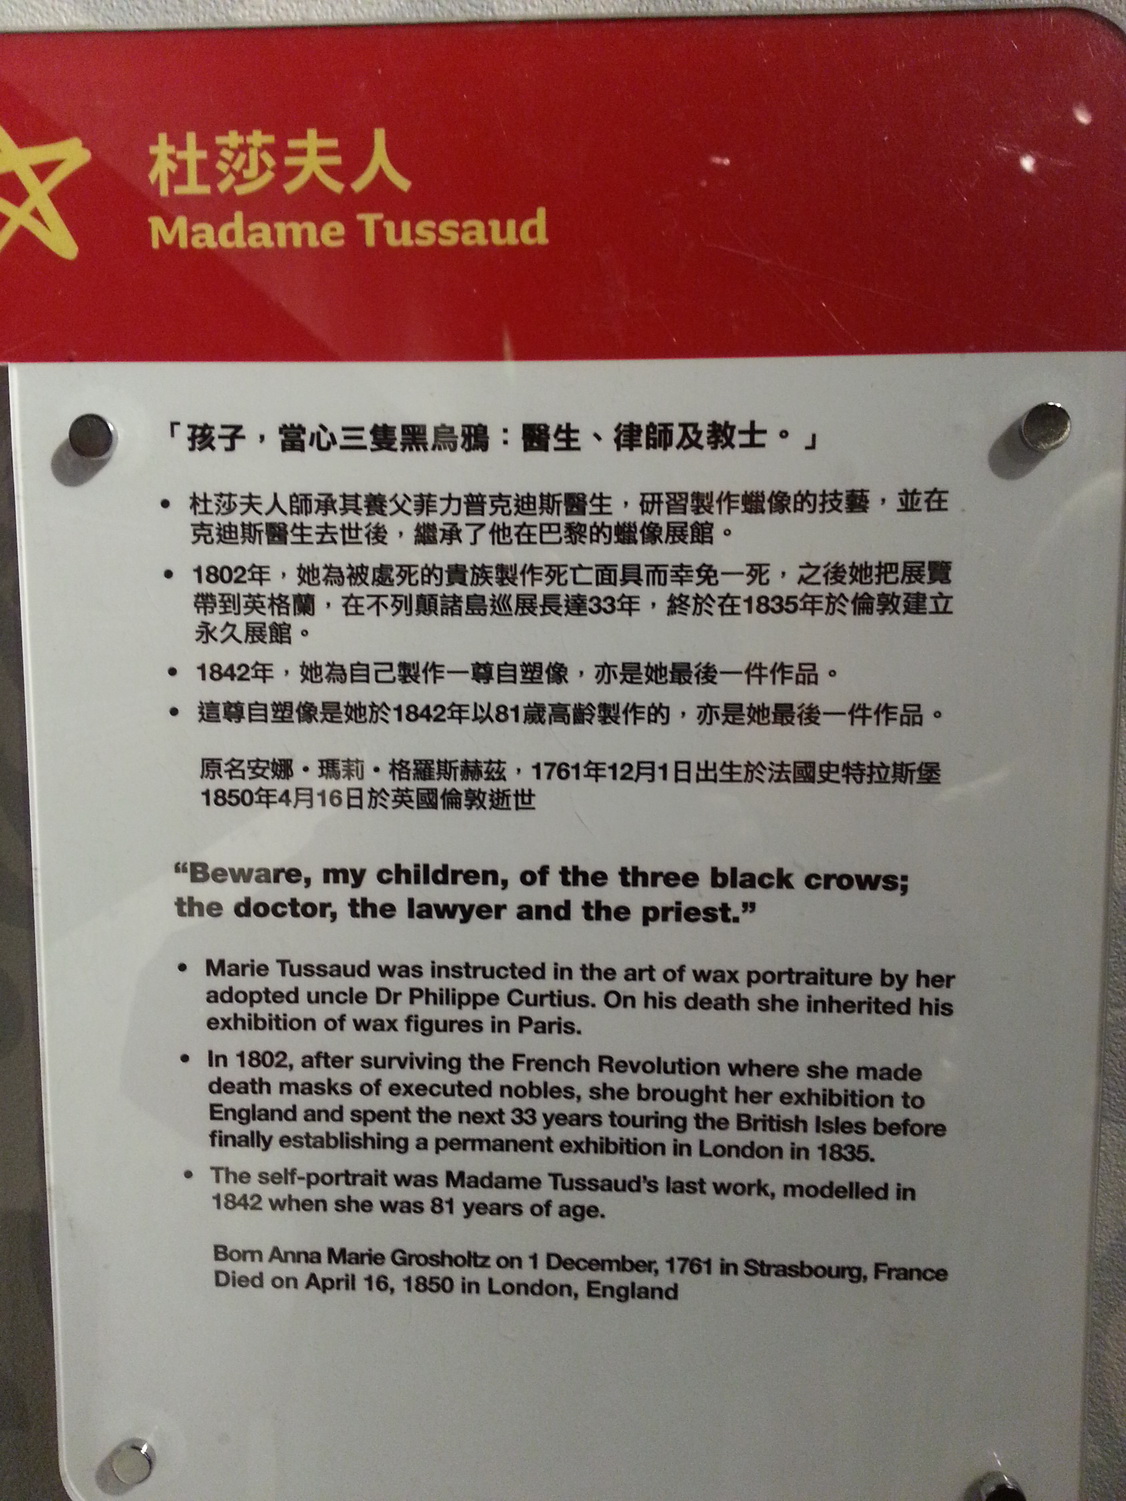 杜莎夫人
Madame Tussaud
「孩子，當心三隻黑烏鴉：醫生、律師及教士。」
• 杜莎夫人師承其養父菲力普克迪斯醫生，研習製作蠟像的技藝，並在
克迪斯醫生去世後，繼承了他在巴黎的蠟像展館。
• 1802年，她為被處死的貴族製作死亡面具而幸免一死，之後她把展覽
帶到英格蘭，在不列顛諸島巡展長達33年，終於在1835年於倫敦建立
永久展館。
• 1842年，她為自己製作一尊自塑像，亦是她最後一件作品。
• 這尊自塑像是她於1842年以81歲高齡製作的，亦是她最後一件作品。
原名安娜・瑪莉・格羅斯赫茲，1761年12月1日出生於法國史特拉斯堡
1850年4月16日於英國倫敦逝世
“Beware, my children, of the three black crows;
the doctor, the lawyer and the priest.”
• Marie Tussaud was instructed in the art of wax portraiture by her
adopted uncle Dr Philippe Curtius. On his death she inherited his
exhibition of wax figures in Paris.
• In 1802, after surviving the French Revolution where she made
death masks of executed nobles, she brought her exhibition to
England and spent the next 33 years touring the British Isles before
finally establishing a permanent exhibition in London in 1835.
• The self-portrait was Madame Tussaud’s last work, modelled in
1842 when she was 81 years of age.
Born Anna Marie Grosholtz on 1 December, 1761 in Strasbourg, France
Died on April 16, 1850 in London, England